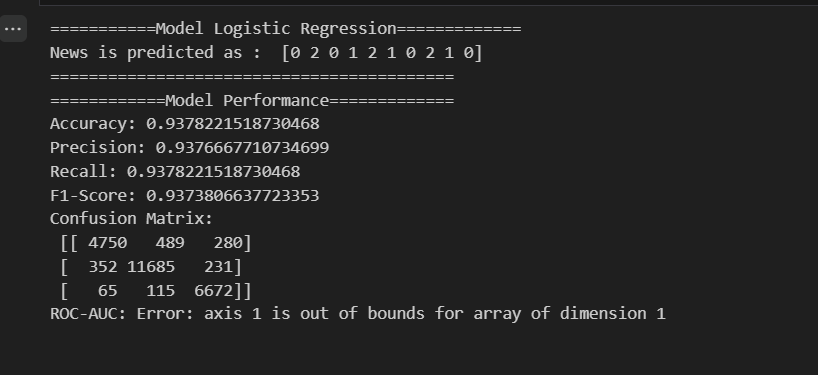 ===========Model Logistic Regression=============
News is predicted as :  [0 2 0 1 2 1 0 2 1 0]
==========================================
============Model Performance=============
Accuracy: 0.9378221518730468
Precision: 0.9376667710734699
Recall: 0.9378221518730468
F1-Score: 0.9373806637723353
Confusion Matrix:
 [[ 4750   489   280]
 [  352 11685   231]
 [   65   115  6672]]
ROC-AUC: Error: axis 1 is out of bounds for array of dimension 1